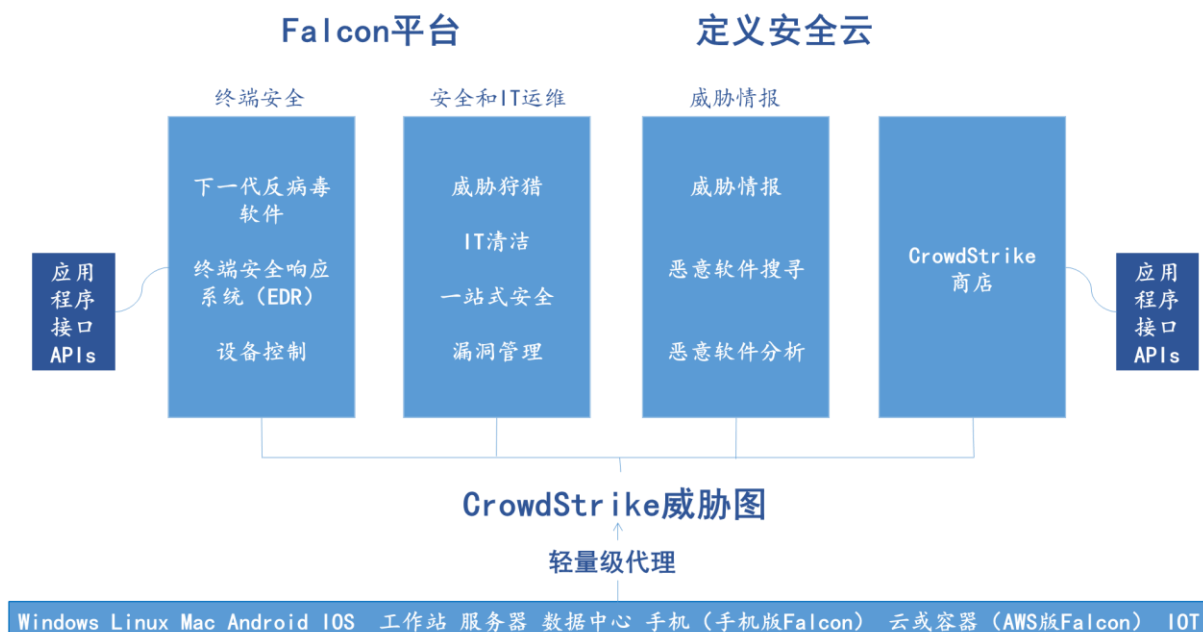 Falcon平台 定义安全云
终端安全 安全和IT运维 威胁情报
下一代反病毒
软件
终端安全响应
系统（EDR）
设备控制
威胁狩猎
IT清洁
一站式安全
漏洞管理
威胁情报
恶意软件搜寻
恶意软件分析
CrowdStrike
商店
应用
程序
接口
APIs
应用
程序
接口
APIs
CrowdStrike威胁图
轻量级代理
Windows Linux Mac Android IOS 工作站 服务器 数据中心 手机（手机版Falcon） 云或容器（AWS版Falcon） IOT